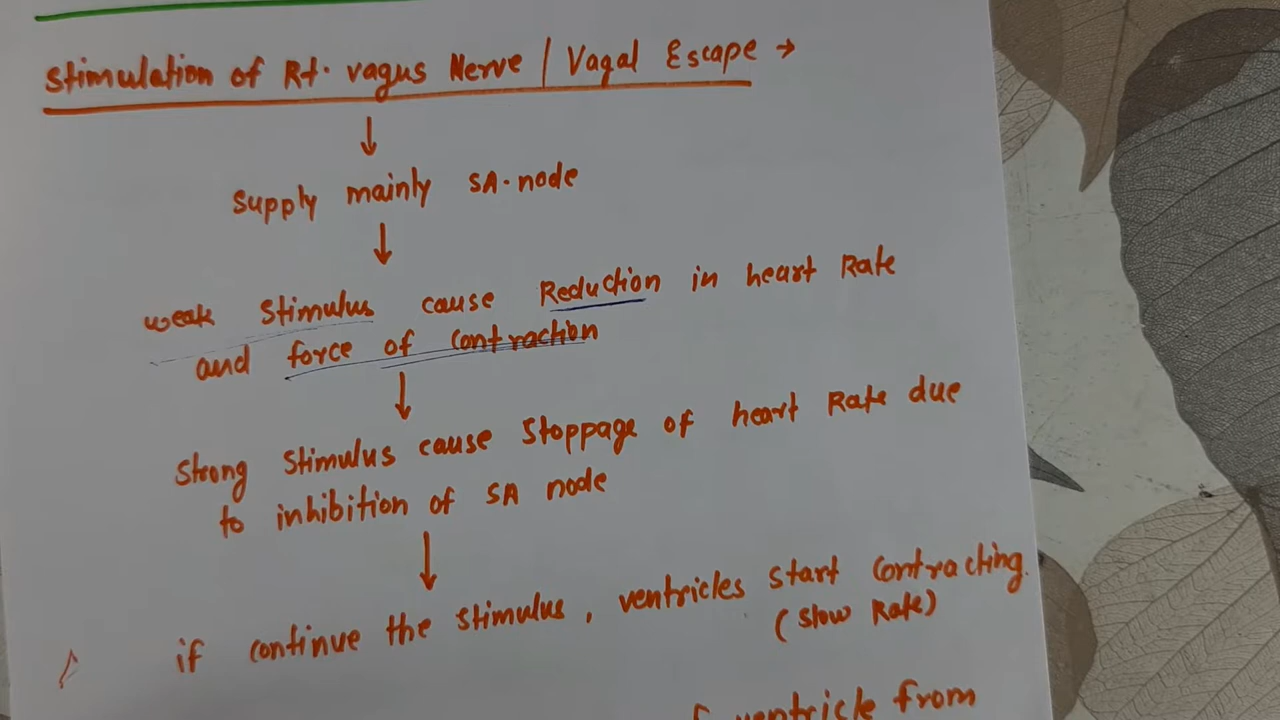 Stimulation of Rt. vagus Nerve / Vagal Escape →
↓
Supply mainly SA-node
↓
weak Stimulus cause Reduction in heart Rate
and force of Contraction
↓
Strong Stimulus cause Stoppage of heart Rate due
to inhibition of SA node
↓
if continue the stimulus, ventricles start contracting.
(Slow Rate)
ventricle from